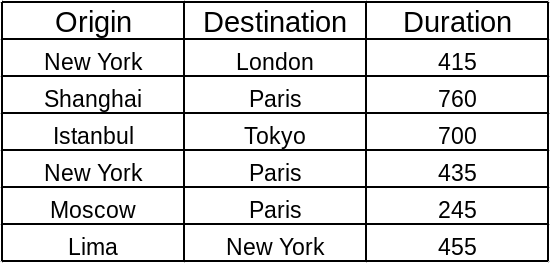 Origin Destination Duration
New York London 415
Shanghai Paris 760
Istanbul Tokyo 700
New York Paris 435
Moscow Paris 245
Lima New York 455